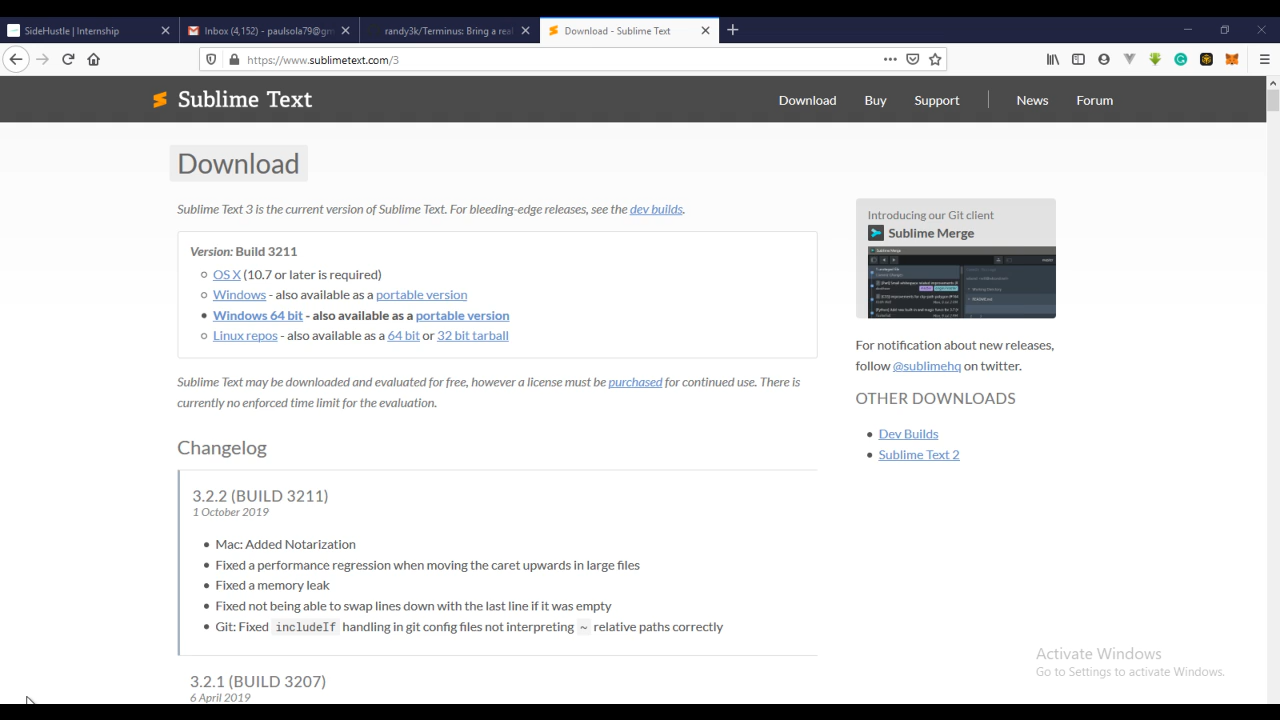 SideHustle | Internship
Inbox (4,152) - paulsola79@gm
randy3k/Terminus: Bring a real
Download - Sublime Text
https://www.sublimetext.com/3
Sublime Text
Download
Buy
Support
News
Forum
Download
Sublime Text 3 is the current version of Sublime Text. For bleeding-edge releases, see the dev builds.
Version: Build 3211
OS X (10.7 or later is required)
Windows - also available as a portable version
Windows 64 bit - also available as a portable version
Linux repos - also available as a 64 bit or 32 bit tarball
Sublime Text may be downloaded and evaluated for free, however a license must be purchased for continued use. There is
currently no enforced time limit for the evaluation.
Changelog
3.2.2 (BUILD 3211)
1 October 2019
Mac: Added Notarization
Fixed a performance regression when moving the caret upwards in large files
Fixed a memory leak
Fixed not being able to swap lines down with the last line if it was empty
Git: Fixed includeIf handling in git config files not interpreting ~ relative paths correctly
3.2.1 (BUILD 3207)
6 April 2019
Introducing our Git client
Sublime Merge
For notification about new releases,
follow @sublimehq on twitter.
OTHER DOWNLOADS
Dev Builds
Sublime Text 2
Activate Windows
Go to Settings to activate Windows.